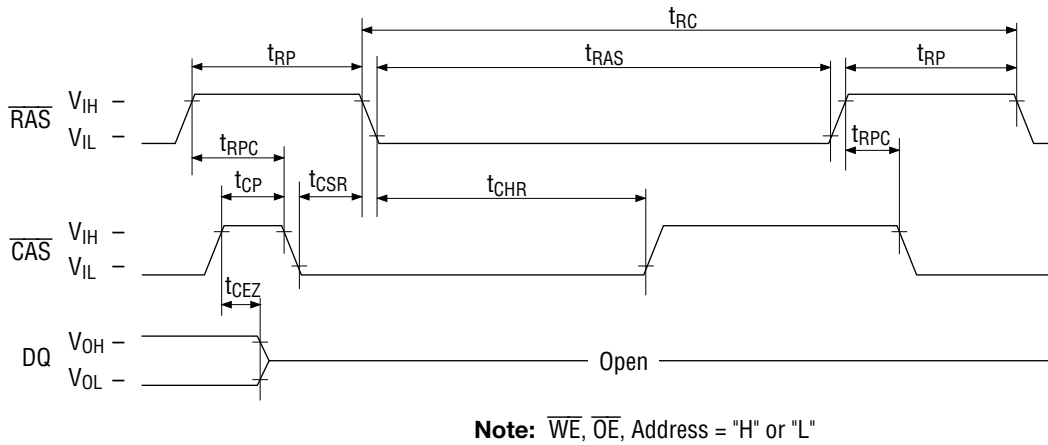 tRC
tRP
tRAS
tRP
RAS
VIH
VIL
tRPC
tRPC
tCP
tCSR
tCHR
CAS
VIH
VIL
tCEZ
DQ
VOH
VOL
Open
Note: WE, OE, Address = "H" or "L"